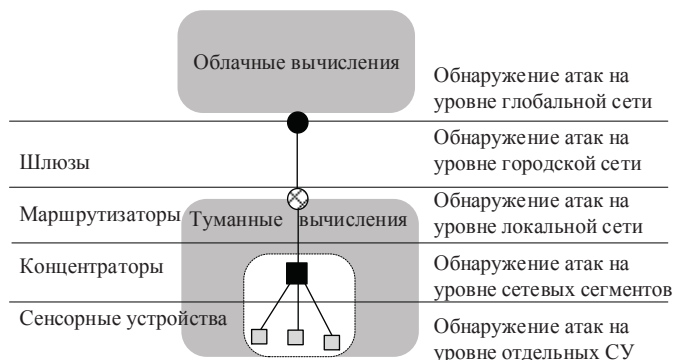 Облачные вычисления
Обнаружение атак на
уровне глобальной сети
Шлюзы
Обнаружение атак на
уровне городской сети
Маршрутизаторы
Туманные вычисления
Обнаружение атак на
уровне локальной сети
Концентраторы
Обнаружение атак на
уровне сетевых сегментов
Сенсорные устройства
Обнаружение атак на
уровне отдельных СУ